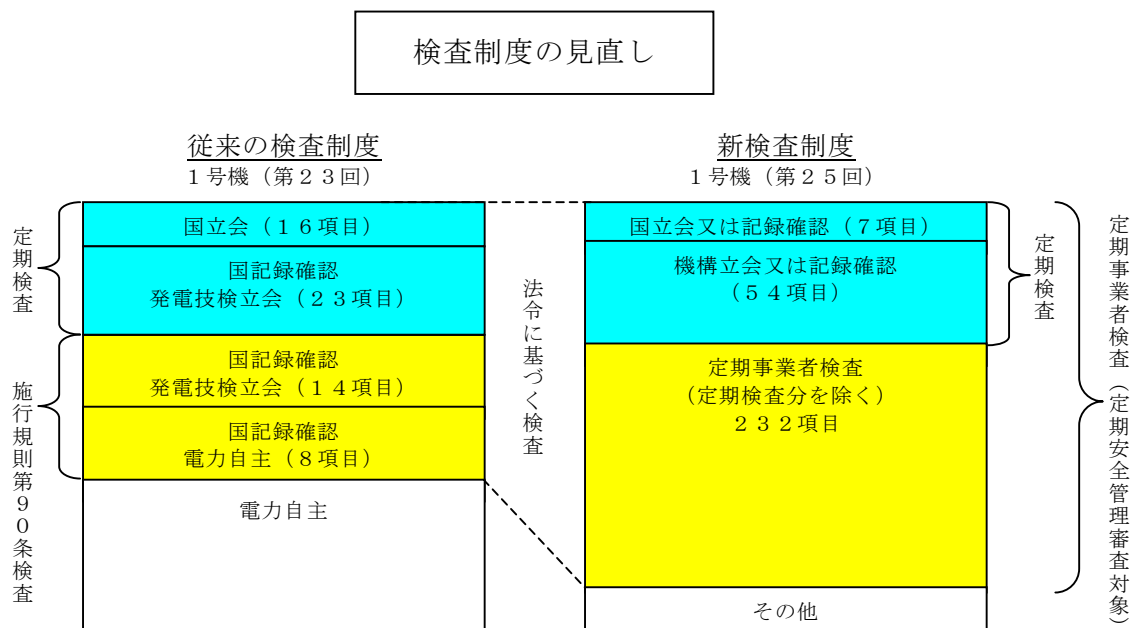 検査制度の見直し
従来の検査制度
1号機（第23回）
定期検査
国立会（16項目）
国記録確認
発電技検立会（23項目）
施行規則第90条検査
国記録確認
発電技検立会（14項目）
国記録確認
電力自主（8項目）
電力自主
法令に基づく検査
新検査制度
1号機（第25回）
国立会又は記録確認（7項目）
機構立会又は記録確認
（54項目）
定期事業者検査
(定期検査分を除く)
232項目
その他
定期検査
定期事業者検査（定期安全管理審査対象）